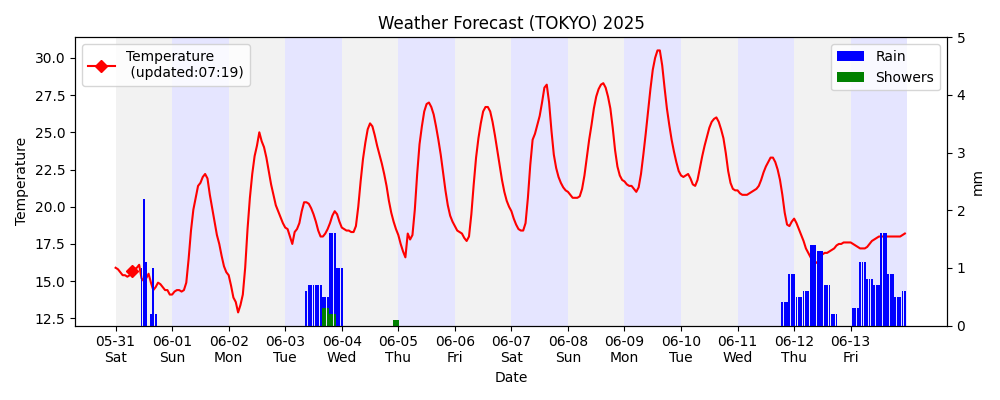 Weather Forecast (TOKYO) 2025
Temperature
(updated:07:19)
Rain
Showers
Temperature
30.0
27.5
25.0
22.5
20.0
17.5
15.0
12.5
5
4
3
2
1
0
mm
05-31 06-01 06-02 06-03 06-04 06-05 06-06 06-07 06-08 06-09 06-10 06-11 06-12 06-13
Sat Sun Mon Tue Wed Thu Fri Sat Sun Mon Tue Wed Thu Fri
Date